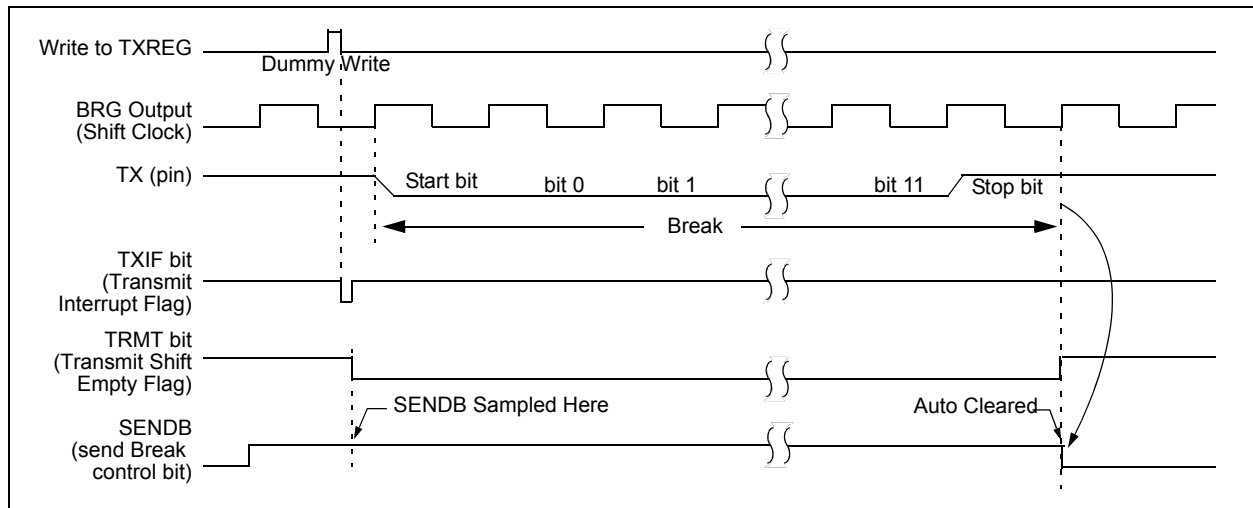 Write to TXREG
Dummy Write
BRG Output
(Shift Clock)
TX (pin)
Start bit
bit 0
bit 1
bit 11
Stop bit
Break
TXIF bit
(Transmit
Interrupt Flag)
TRMT bit
(Transmit Shift
Empty Flag)
SENDB Sampled Here
Auto Cleared
SENDB
(send Break
control bit)